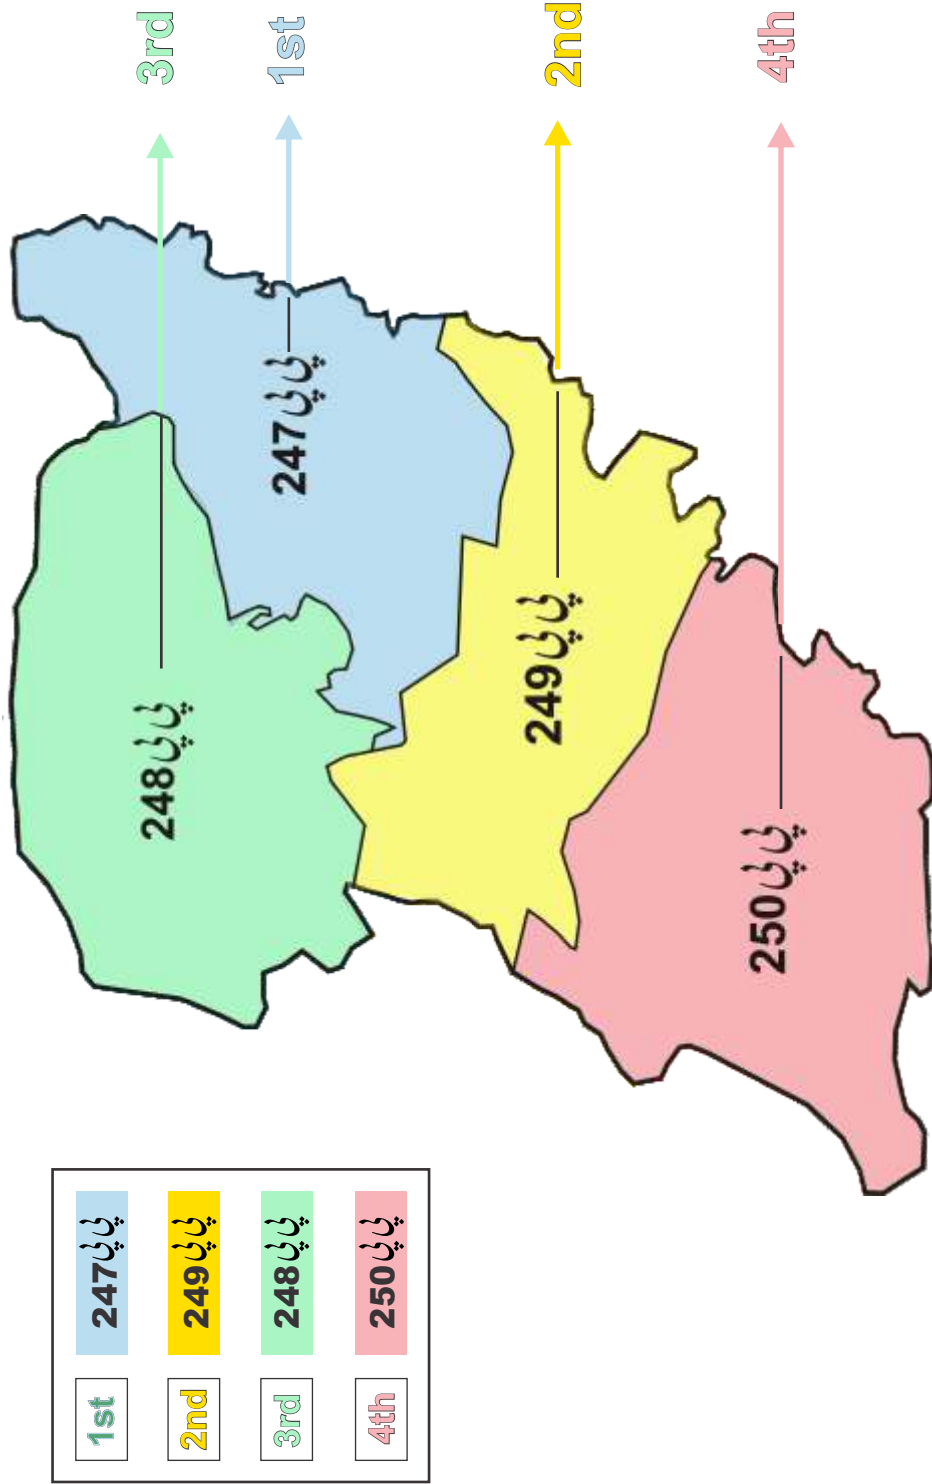 1st پی پی 247
2nd پی پی 249
3rd پی پی 248
4th پی پی 250
پی پی 248
3rd
پی پی 247
1st
پی پی 249
2nd
پی پی 250
4th